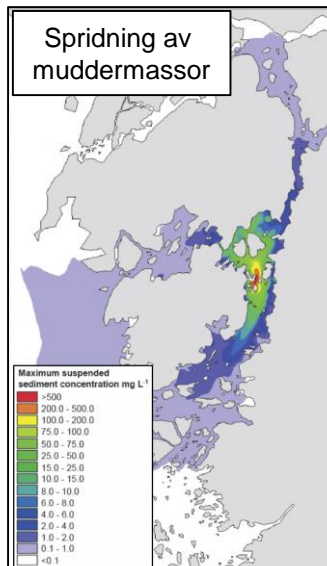 Spridning av
muddermassor
Maximum suspended
sediment concentration mg L⁻¹
>500
200.0 - 500.0
100.0 - 200.0
75.0 - 100.0
50.0 - 75.0
25.0 - 50.0
15.0 - 25.0
10.0 - 15.0
8.0 - 10.0
6.0 - 8.0
4.0 - 6.0
2.0 - 4.0
1.0 - 2.0
0.1 - 1.0
<0.1